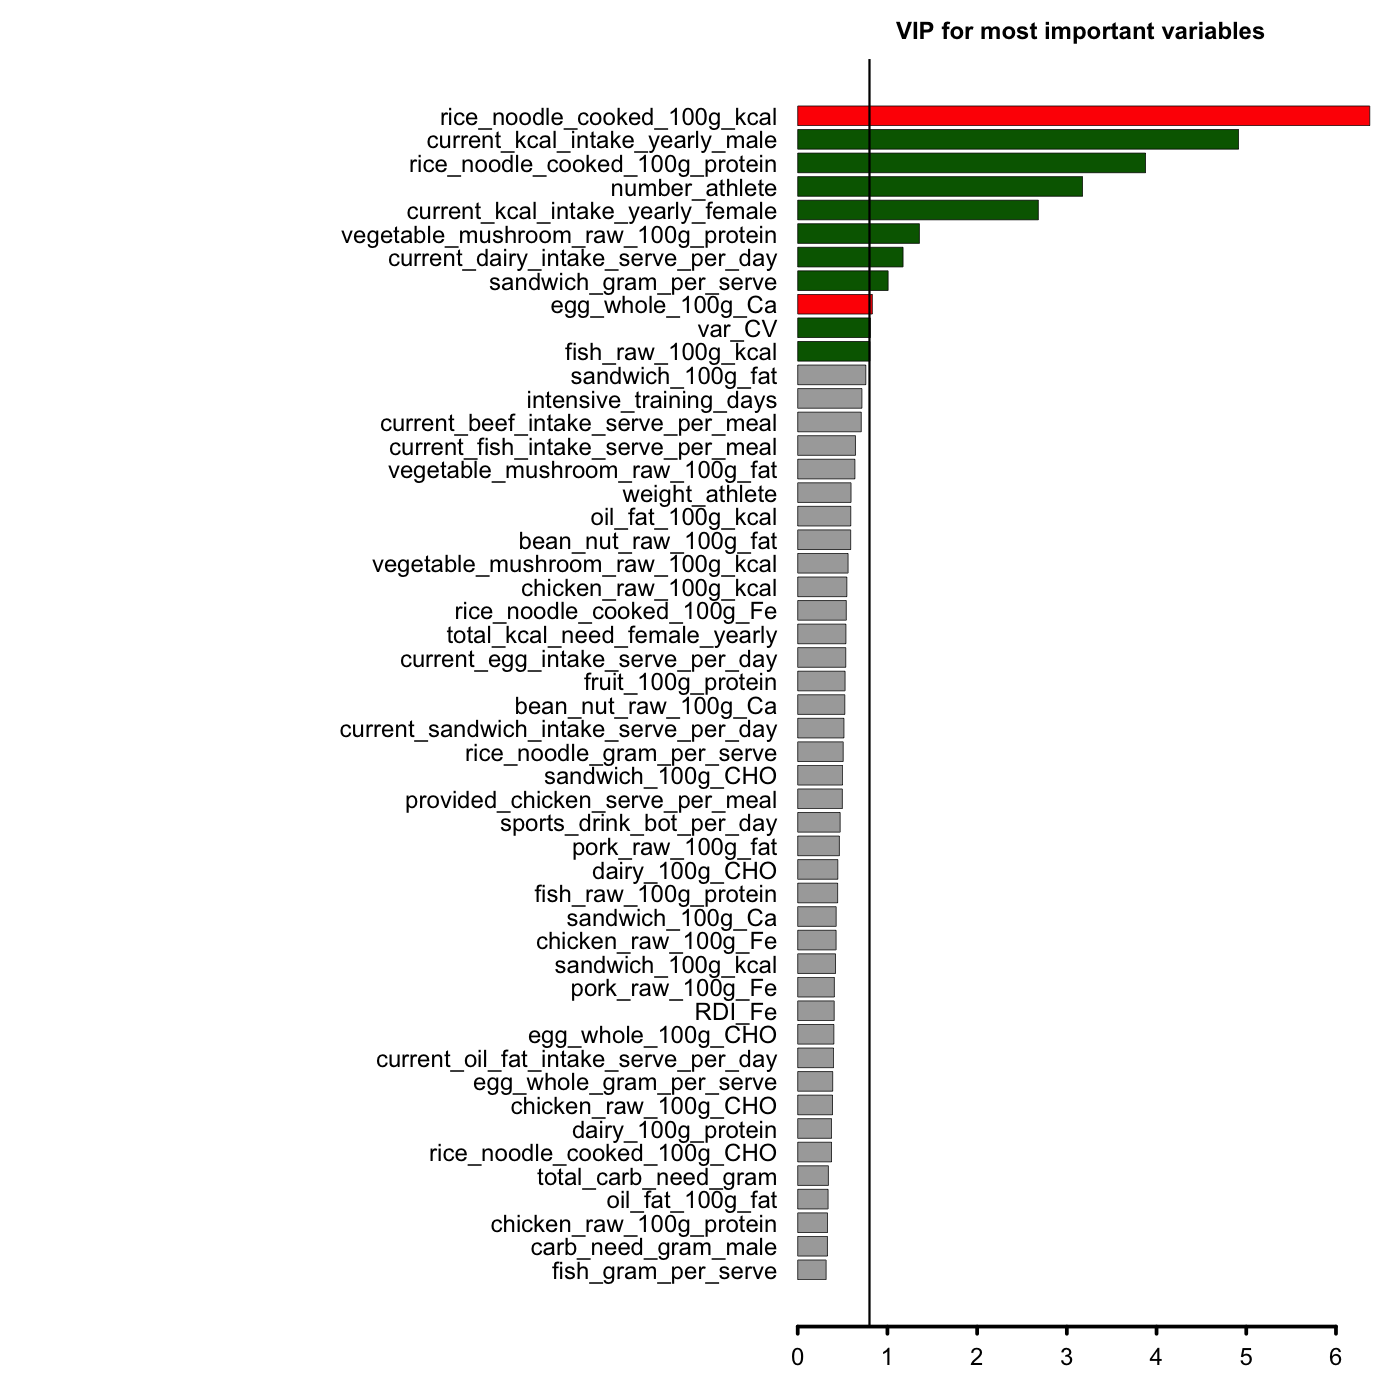 VIP for most important variables
rice_noodle_cooked_100g_kcal
current_kcal_intake_yearly_male
rice_noodle_cooked_100g_protein
number_athlete
current_kcal_intake_yearly_female
vegetable_mushroom_raw_100g_protein
current_dairy_intake_serve_per_day
sandwich_gram_per_serve
egg_whole_100g_Ca
var_CV
fish_raw_100g_kcal
sandwich_100g_fat
intensive_training_days
current_beef_intake_serve_per_meal
current_fish_intake_serve_per_meal
vegetable_mushroom_raw_100g_fat
weight_athlete
oil_fat_100g_kcal
bean_nut_raw_100g_fat
vegetable_mushroom_raw_100g_kcal
chicken_raw_100g_kcal
rice_noodle_cooked_100g_Fe
total_kcal_need_female_yearly
current_egg_intake_serve_per_day
fruit_100g_protein
bean_nut_raw_100g_Ca
current_sandwich_intake_serve_per_day
rice_noodle_gram_per_serve
sandwich_100g_CHO
provided_chicken_serve_per_meal
sports_drink_bot_per_day
pork_raw_100g_fat
dairy_100g_CHO
fish_raw_100g_protein
sandwich_100g_Ca
chicken_raw_100g_Fe
sandwich_100g_kcal
pork_raw_100g_Fe
RDI_Fe
egg_whole_100g_CHO
current_oil_fat_intake_serve_per_day
egg_whole_gram_per_serve
chicken_raw_100g_CHO
dairy_100g_protein
rice_noodle_cooked_100g_CHO
total_carb_need_gram
oil_fat_100g_fat
chicken_raw_100g_protein
carb_need_gram_male
fish_gram_per_serve
0 1 2 3 4 5 6